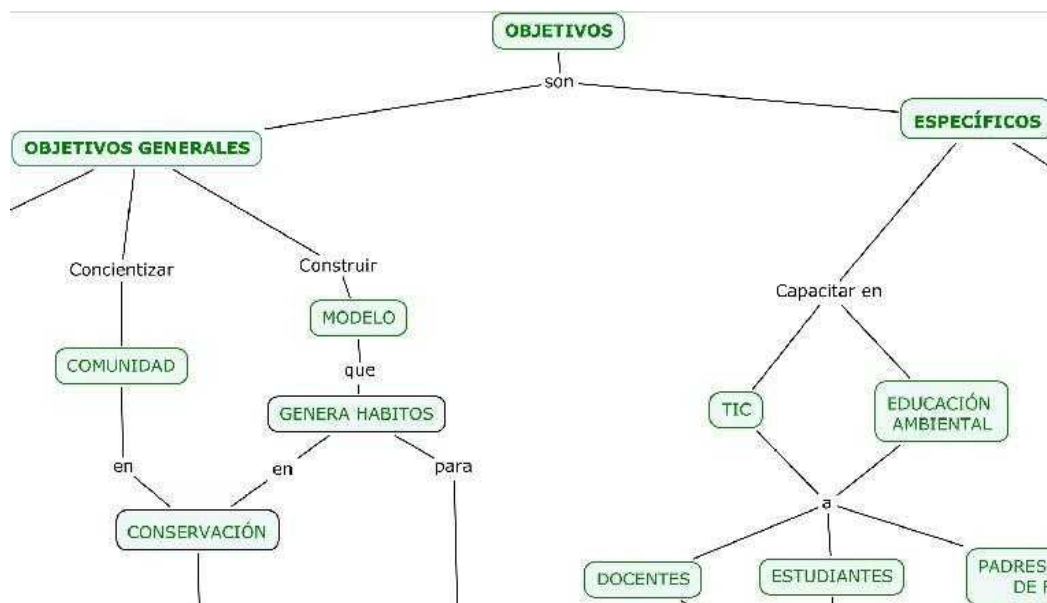 OBJETIVOS
son
OBJETIVOS GENERALES
ESPECÍFICOS
Concientizar
Construir
Capacitar en
MODELO
COMUNIDAD
que
TIC
EDUCACIÓN
AMBIENTAL
GENERA HABITOS
en
en
para
a
CONSERVACIÓN
DOCENTES
ESTUDIANTES
PADRES
DE